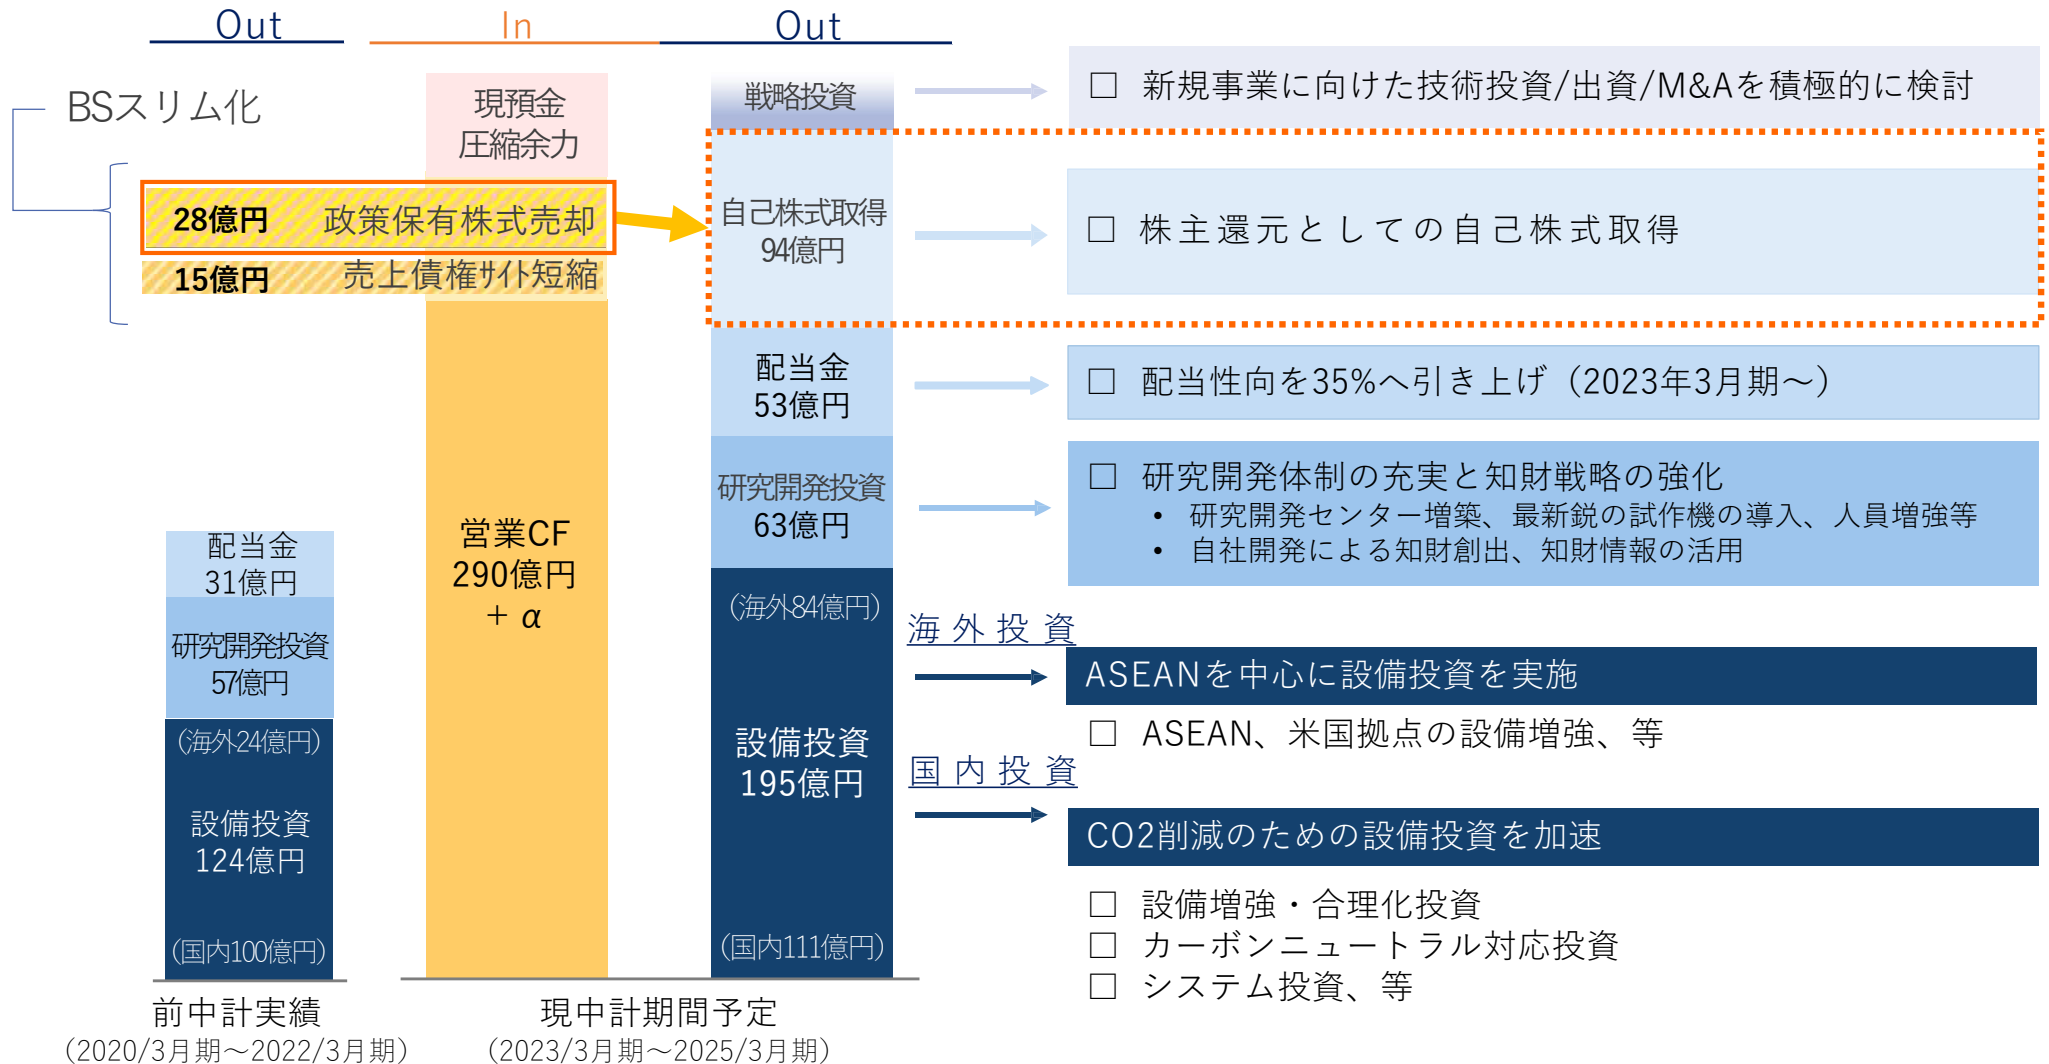 Out
In
Out
BSスリム化
現預金
圧縮余力
28億円 政策保有株式売却
15億円 売上債権ｻｲﾄ短縮
営業CF
290億円
+ α
配当金
31億円
研究開発投資
57億円
(海外24億円)
設備投資
124億円
(国内100億円)
前中計実績
（2020/3月期～2022/3月期）
戦略投資
自己株式取得
94億円
配当金
53億円
研究開発投資
63億円
(海外84億円)
設備投資
195億円
(国内111億円)
現中計期間予定
（2023/3月期～2025/3月期）
□ 新規事業に向けた技術投資/出資/M&Aを積極的に検討
□ 株主還元としての自己株式取得
□ 配当性向を35%へ引き上げ（2023年3月期～）
□ 研究開発体制の充実と知財戦略の強化
• 研究開発センター増築、最新鋭の試作機の導入、人員増強等
• 自社開発による知財創出、知財情報の活用
海外投資
ASEANを中心に設備投資を実施
□ ASEAN、米国拠点の設備増強、等
国内投資
CO2削減のための設備投資を加速
□ 設備増強・合理化投資
□ カーボンニュートラル対応投資
□ システム投資、等